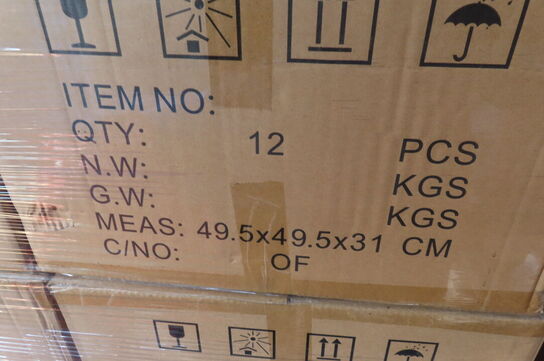 ITEM NO:
QTY: 12 PCS
N.W: KGS
G.W: KGS
MEAS: 49.5x49.5x31 CM
C/NO: OF